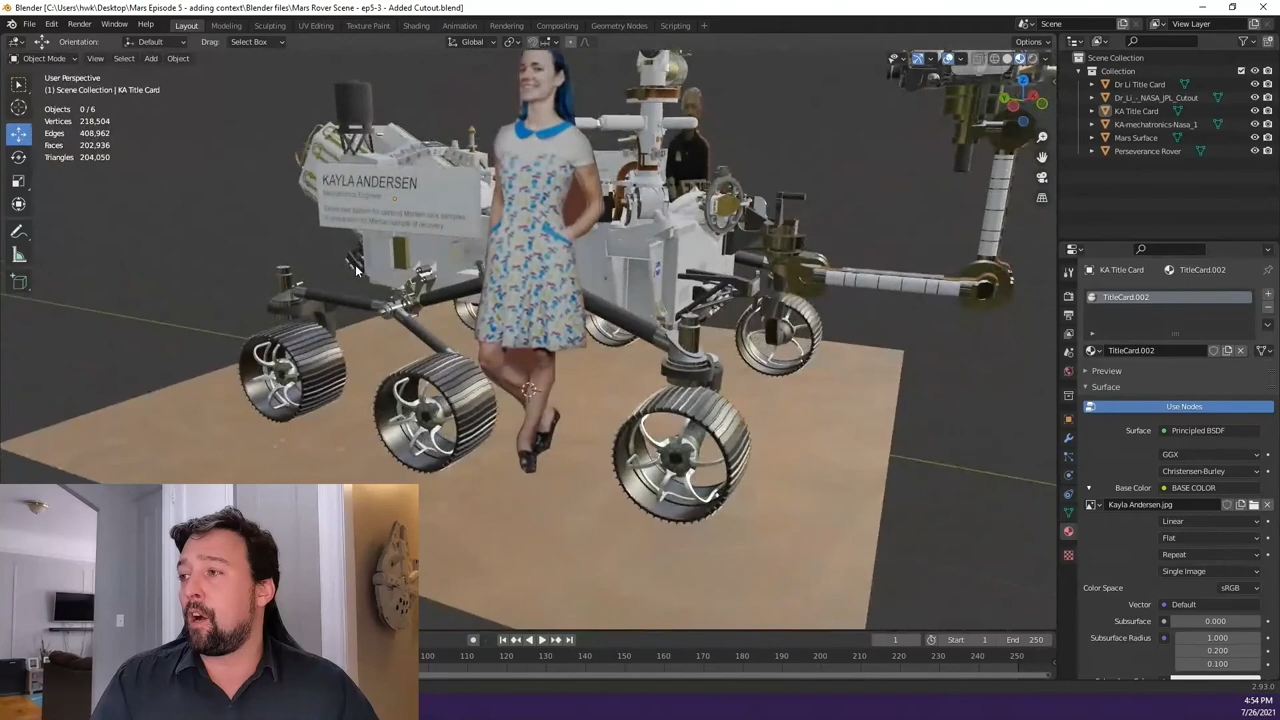 Blender [C:\Users\hwk\Desktop\Mars Episode 5 - adding context\Blender files\Mars Rover Scene - ep5-3 - Added Cutout.blend]
File Edit Render Window Help Layout Modeling Sculpting UV Editing Texture Paint Shading Animation Rendering Compositing Geometry Nodes Scripting Scene View Layer
Orientation: Default Drag: Select Box Global Options
Object Mode View Select Add Object
User Perspective
(1) Scene Collection | KA Title Card
Objects 0/6
Vertices 218,504
Edges 408,962
Faces 202,936
Triangles 204,050
KAYLA ANDERSEN
Mechatronics Engineer
Scene Collection
Collection
Dr Li Title Card
Dr_Li_-_NASA_JPL_Cutout
KA Title Card
KA-mechatronics-Nasa_1
Mars Surface
Perseverance Rover
KA Title Card TitleCard.002
TitleCard.002
TitleCard.002
Preview
Surface
Use Nodes
Surface: Principled BSDF
GGX
Christensen-Burley
Base Color BASE COLOR
Kayla Andersen.jpg
Linear
Flat
Repeat
Single Image
Color Space sRGB
Vector Default
Subsurface 0.000
Subsurface Radius 1.000
0.200
0.100
1 Start 1 End 250
100 110 120 130 140 150 160 170 180 190 200 210 220 230 240 250
2.93.0
4:54 PM
7/26/2021